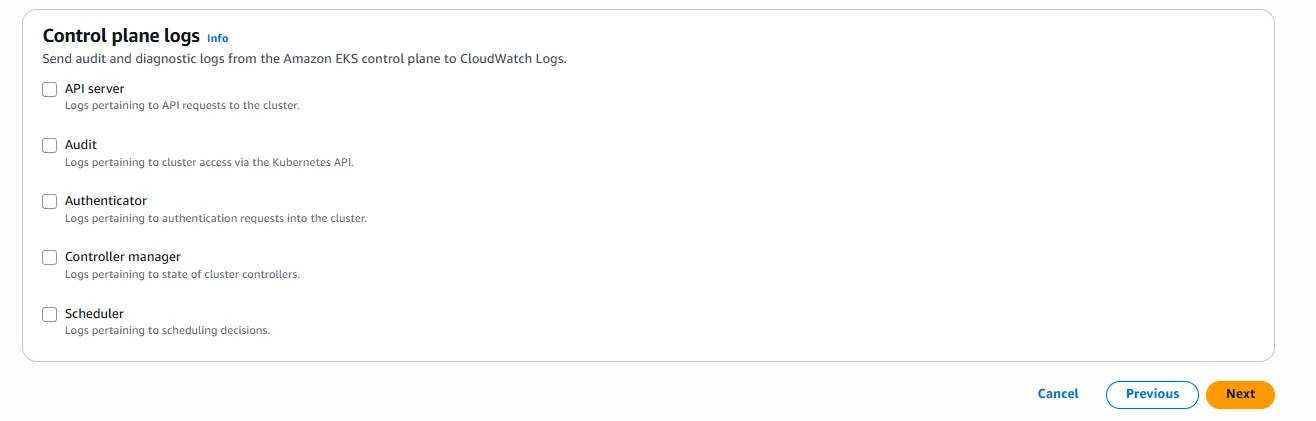 Control plane logs Info
Send audit and diagnostic logs from the Amazon EKS control plane to CloudWatch Logs.
API server
Logs pertaining to API requests to the cluster.
Audit
Logs pertaining to cluster access via the Kubernetes API.
Authenticator
Logs pertaining to authentication requests into the cluster.
Controller manager
Logs pertaining to state of cluster controllers.
Scheduler
Logs pertaining to scheduling decisions.
Cancel Previous Next